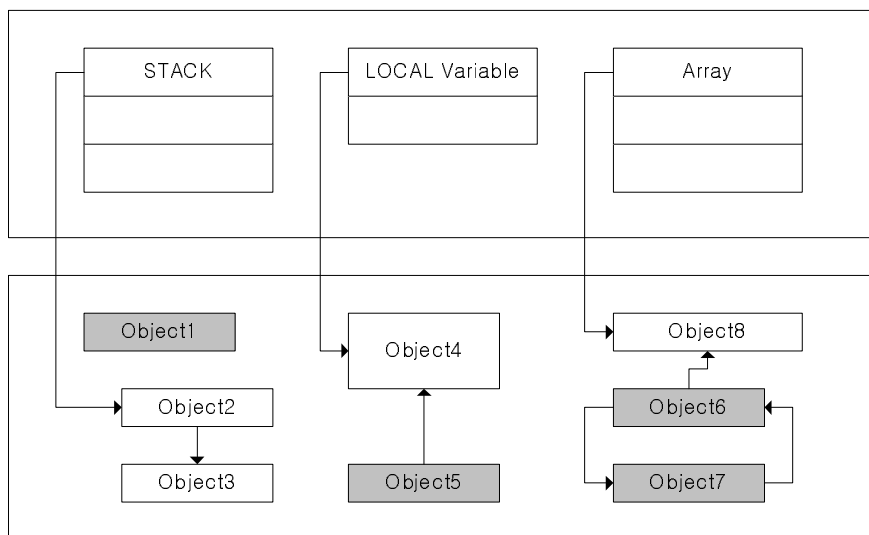 STACK
LOCAL Variable
Array
Object1
Object4
Object8
Object2
Object6
Object3
Object5
Object7